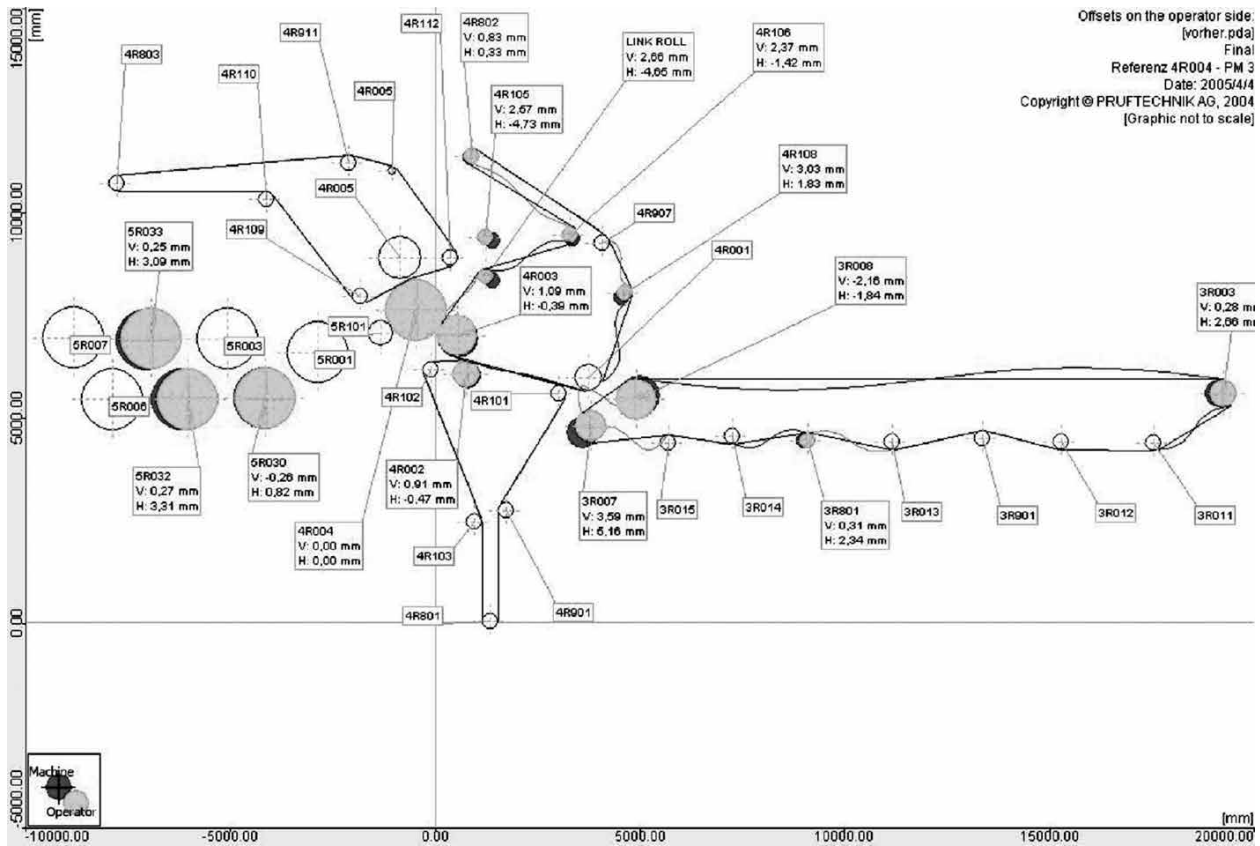 Offsets on the operator side:
[vorher.pda]
Final
Referenz 4R004 - PM 3
Date: 2005/4/4
Copyright © PRUFTECHNIK AG, 2004
[Graphic not to scale]
15000.00
[mm]
4R803
4R911
4R110
4R005
4R112
4R802
V: 0,83 mm
H: 0,33 mm
LINK ROLL
V: 2,66 mm
H: -4,65 mm
4R106
V: 2,37 mm
H: -1,42 mm
4R105
V: 2,67 mm
H: -4,73 mm
4R108
V: 3,03 mm
H: 1,83 mm
10000.00
4R005
4R109
4R907
4R001
5R033
V: 0,25 mm
H: 3,09 mm
4R003
V: 1,09 mm
H: -0,39 mm
3R008
V: -2,16 mm
H: -1,84 mm
3R003
V: 0,28 mm
H: 2,66 mm
5R007
5R003
5R101
5R001
5R006
4R102
4R101
5000.00
5R032
V: 0,27 mm
H: 3,31 mm
5R030
V: -0,26 mm
H: 0,82 mm
4R002
V: 0,91 mm
H: -0,47 mm
4R004
V: 0,00 mm
H: 0,00 mm
4R103
3R007
V: 3,59 mm
H: 5,16 mm
3R015
3R014
3R801
V: 0,31 mm
H: 2,34 mm
3R013
3R901
3R012
3R011
4R801
4R901
0.00
Machine
Operator
-5000.00
[mm]
-10000.00
-5000.00
0.00
5000.00
10000.00
15000.00
20000.00